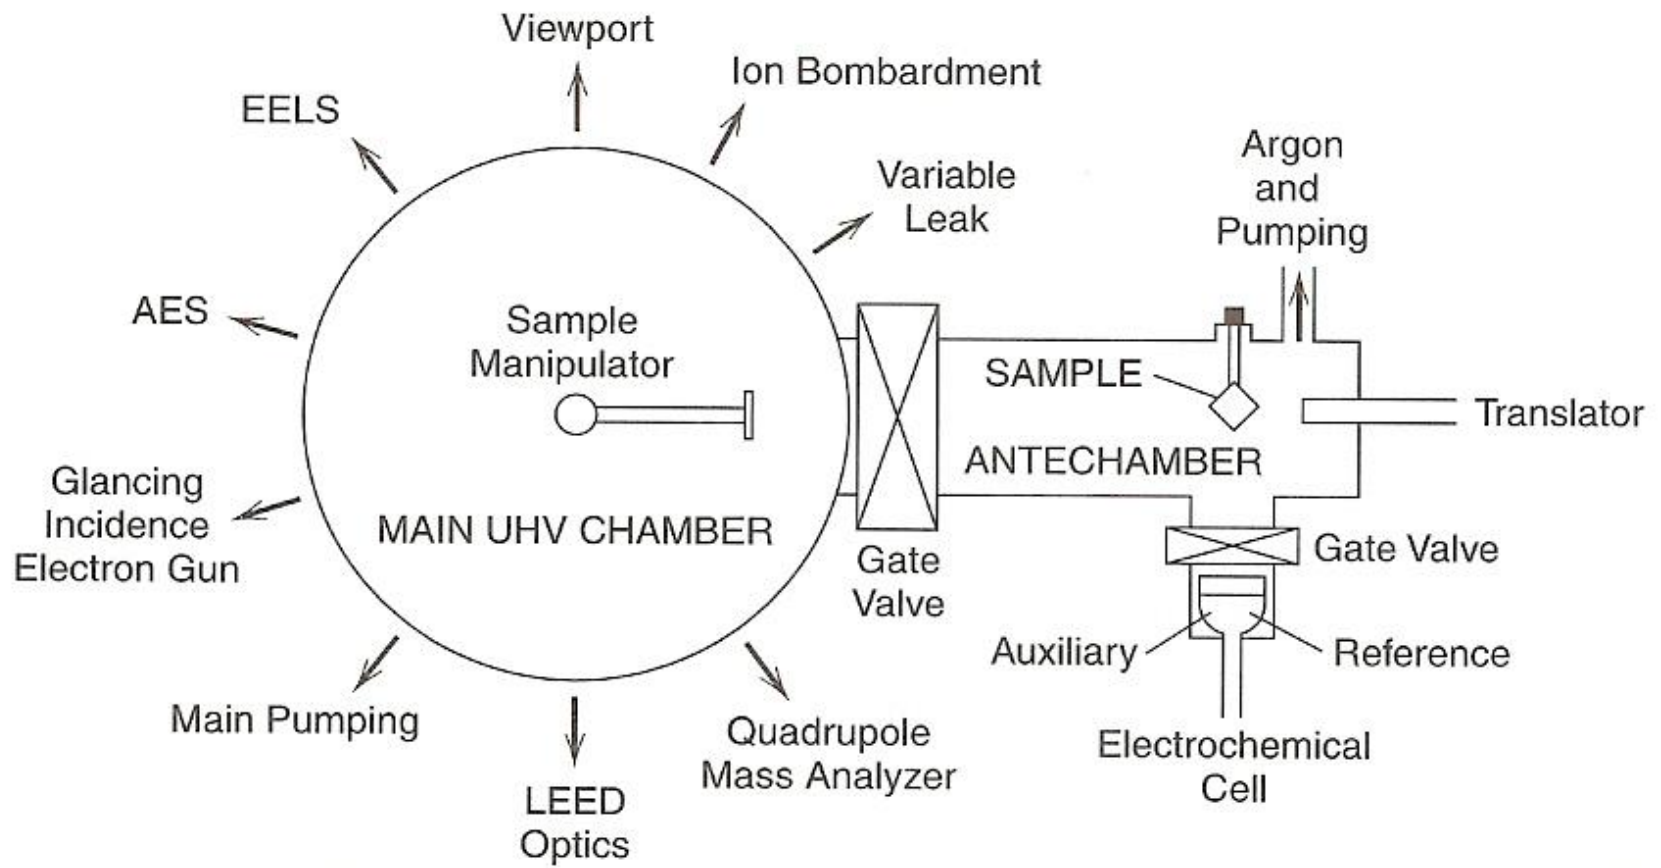 Viewport
Ion Bombardment
EELS
Variable
Leak
Argon
and
Pumping
AES
Sample
Manipulator
SAMPLE
Translator
ANTECHAMBER
Glancing
Incidence
Electron Gun
MAIN UHV CHAMBER
Gate
Valve
Gate Valve
Auxiliary
Reference
Main Pumping
Quadrupole
Mass Analyzer
Electrochemical
Cell
LEED
Optics